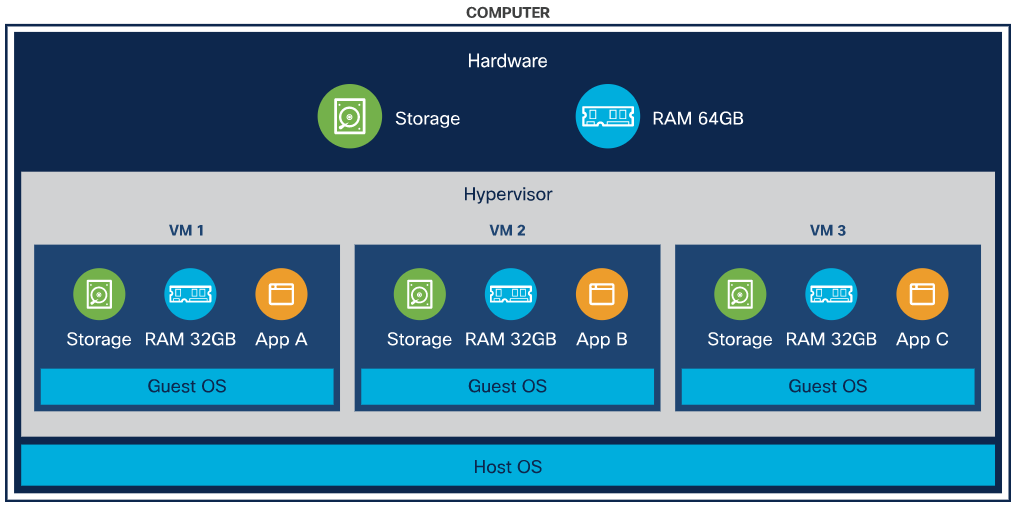 COMPUTER
Hardware
Storage
RAM 64GB
Hypervisor
VM 1
VM 2
VM 3
Storage RAM 32GB App A
Storage RAM 32GB App B
Storage RAM 32GB App C
Guest OS
Guest OS
Guest OS
Host OS